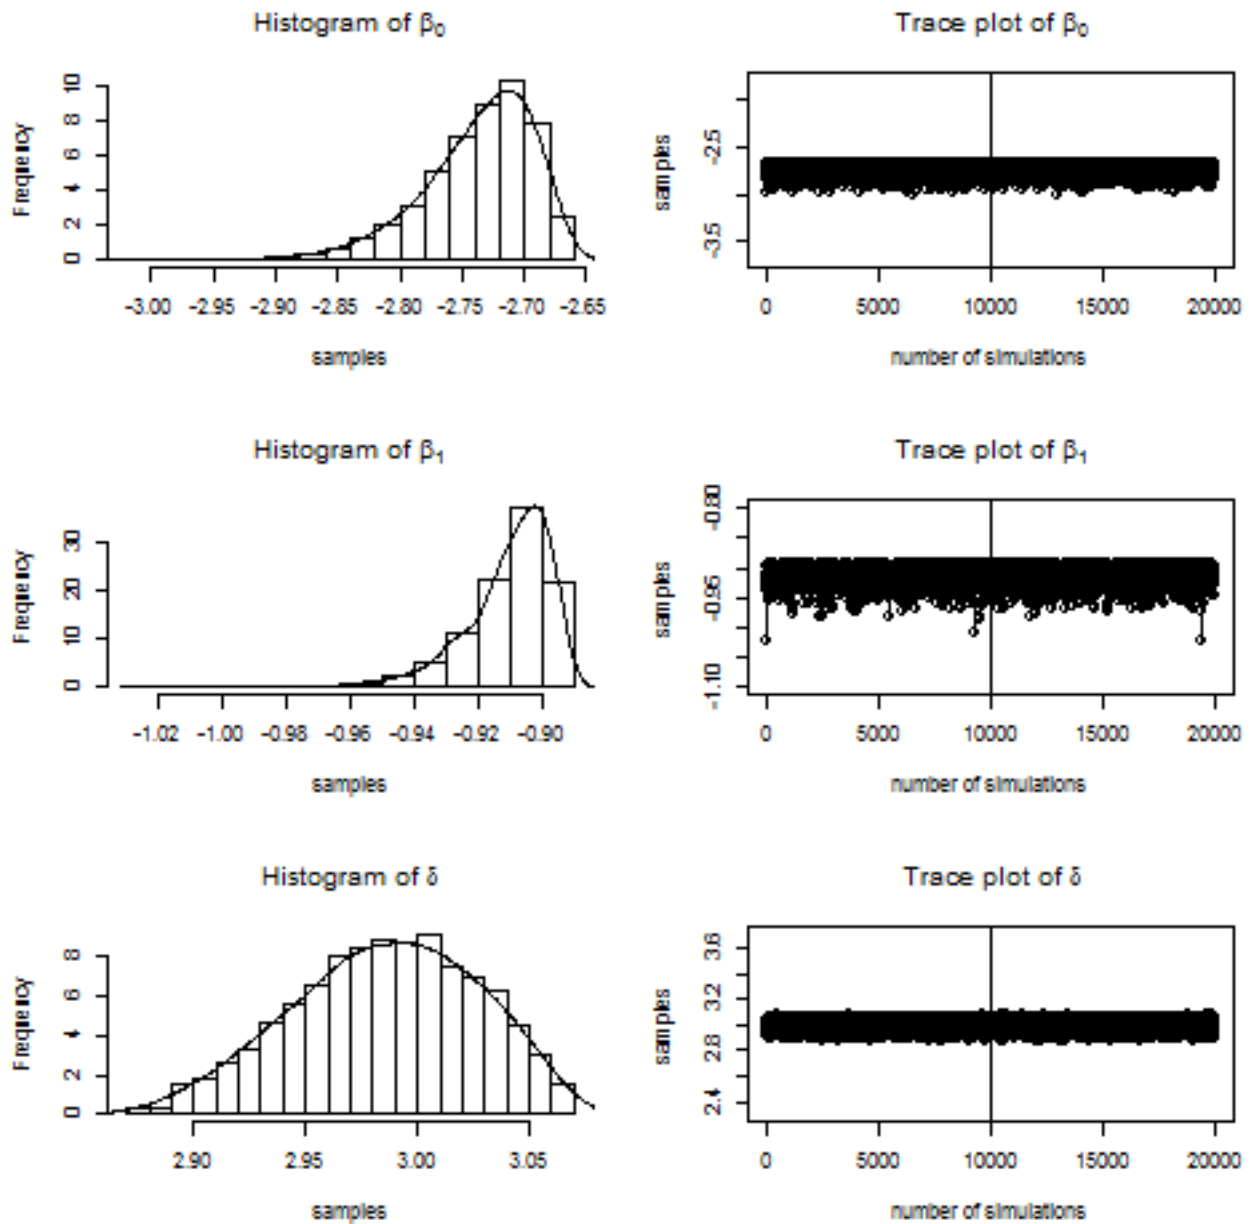 Histogram of β₀
Frequency
0 2 4 6 8 10
-3.00 -2.95 -2.90 -2.85 -2.80 -2.75 -2.70 -2.65
samples
Trace plot of β₀
samples
-3.5 -2.5
0 5000 10000 15000 20000
number of simulations
Histogram of β₁
Frequency
0 10 20 30
-1.02 -1.00 -0.98 -0.96 -0.94 -0.92 -0.90
samples
Trace plot of β₁
samples
-1.10 -0.95 -0.80
0 5000 10000 15000 20000
number of simulations
Histogram of δ
Frequency
0 2 4 6 8
2.90 2.95 3.00 3.05
samples
Trace plot of δ
samples
2.4 2.8 3.2 3.6
0 5000 10000 15000 20000
number of simulations